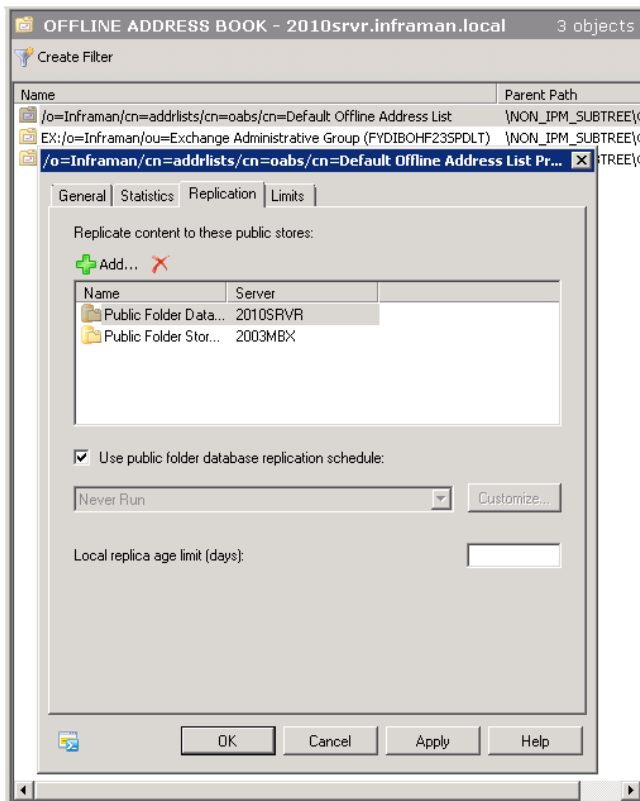 OFFLINE ADDRESS BOOK - 2010srvr.inframan.local 3 objects
Create Filter
Name Parent Path
/o=Inframan/cn=addrlists/cn=oabs/cn=Default Offline Address List \NON_IPM_SUBTREE\
EX:/o=Inframan/ou=Exchange Administrative Group (FYDIBOHF23SPDLT) \NON_IPM_SUBTREE\
/o=Inframan/cn=addrlists/cn=oabs/cn=Default Offline Address List Pr... TREE\
General Statistics Replication Limits
Replicate content to these public stores:
Add...
Name Server
Public Folder Data... 2010SRVR
Public Folder Stor... 2003MBX
Use public folder database replication schedule:
Never Run Customize...
Local replica age limit (days):
OK Cancel Apply Help